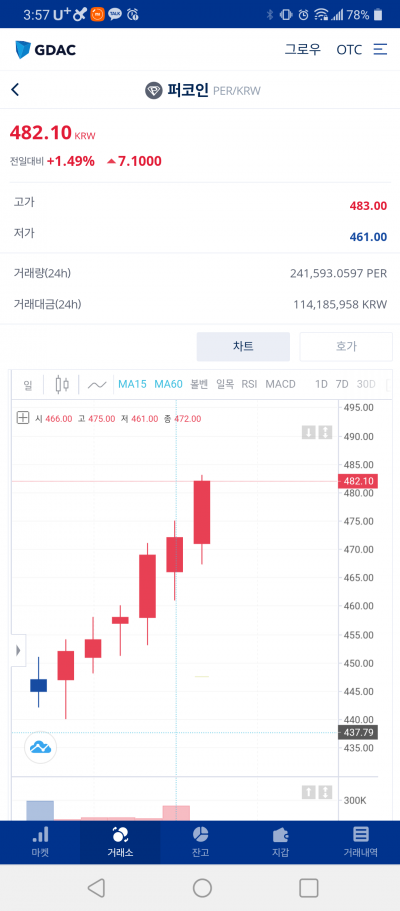 3:57 U+ TALK 78%
GDAC 그로우 OTC
퍼코인 PER/KRW
482.10 KRW
전일대비 +1.49% 7.1000
고가 483.00
저가 461.00
거래량(24h) 241,593.0597 PER
거래대금(24h) 114,185,958 KRW
차트 호가
일 MA15 MA60 볼밴 일목 RSI MACD 1D 7D 30D
시 466.00 고 475.00 저 461.00 종 472.00
495.00
490.00
485.00
482.10
480.00
475.00
470.00
465.00
460.00
455.00
450.00
445.00
440.00
437.79
435.00
300K
마켓 거래소 잔고 지갑 거래내역